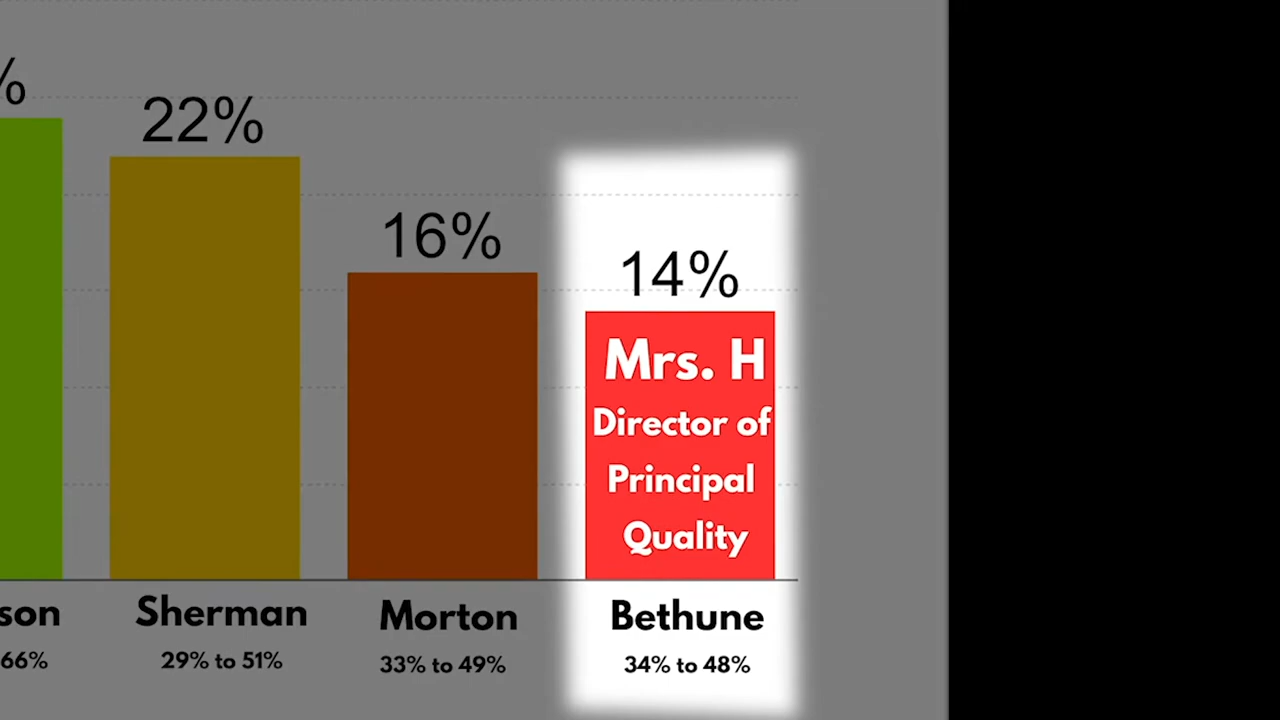 %
22%
16%
14%
Mrs. H
Director of
Principal
Quality
son
Sherman
Morton
Bethune
66%
29% to 51%
33% to 49%
34% to 48%